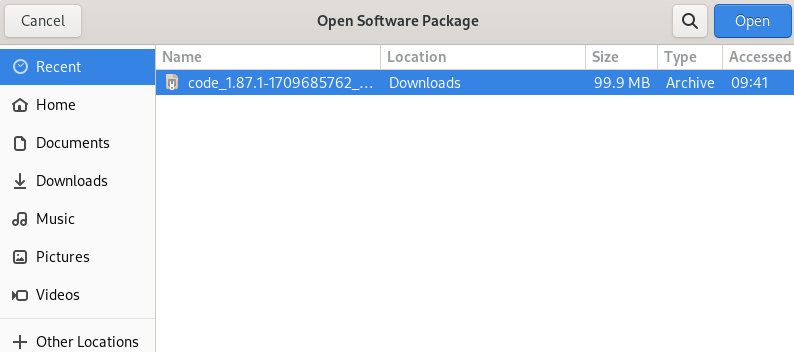 Cancel Open Software Package Open
Name Location Size Type Accessed
Recent
code_1.87.1-1709685762_... Downloads 99.9 MB Archive 09:41
Home
Documents
Downloads
Music
Pictures
Videos
Other Locations